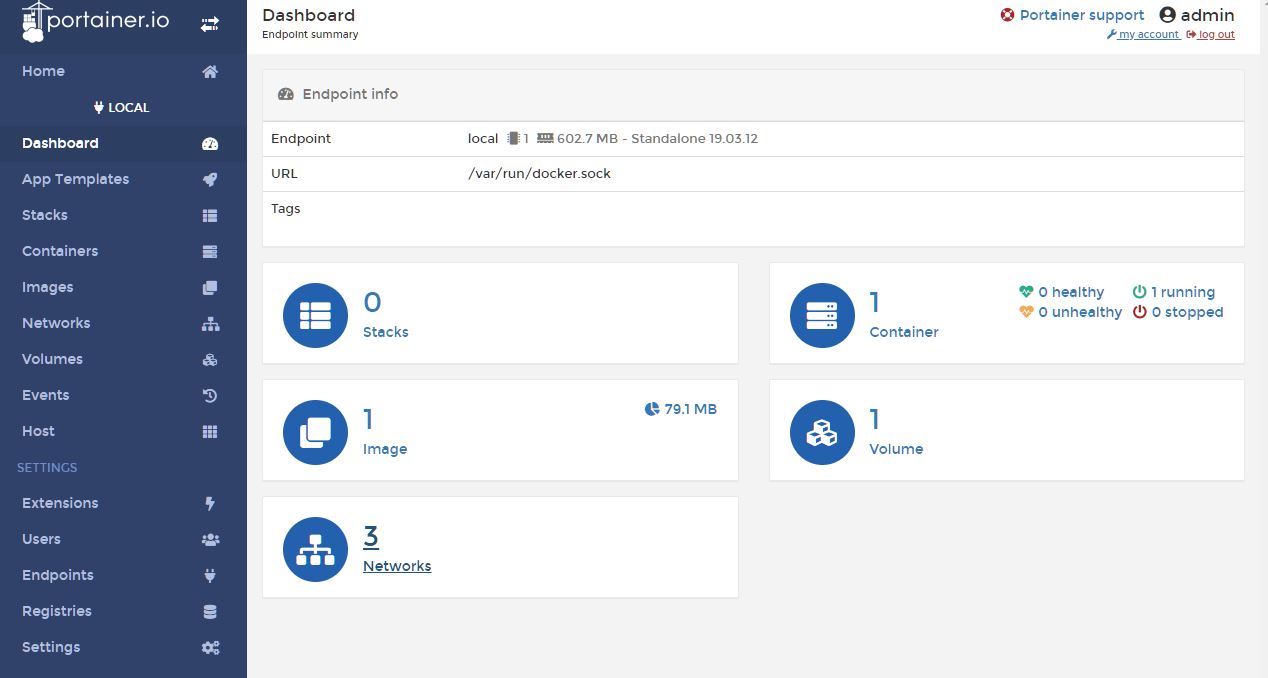 portainer.io
Home
LOCAL
Dashboard
App Templates
Stacks
Containers
Images
Networks
Volumes
Events
Host
SETTINGS
Extensions
Users
Endpoints
Registries
Settings
Dashboard
Endpoint summary
Portainer support admin
my account log out
Endpoint info
Endpoint local 1 602.7 MB - Standalone 19.03.12
URL /var/run/docker.sock
Tags
0
Stacks
1
Container
0 healthy 1 running
0 unhealthy 0 stopped
1
Image
79.1 MB
1
Volume
3
Networks